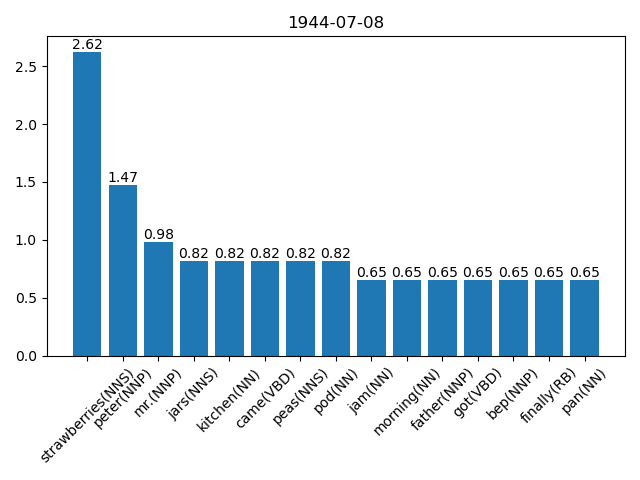 1944-07-08
2.5
2.0
1.5
1.0
0.5
0.0
2.62
1.47
0.98
0.82
0.82
0.82
0.82
0.82
0.65
0.65
0.65
0.65
0.65
0.65
0.65
strawberries(NNS)
peter(NNP)
mr.(NNP)
jars(NNS)
kitchen(NN)
came(VBD)
peas(NNS)
pod(NN)
jam(NN)
morning(NN)
father(NNP)
got(VBD)
bep(NNP)
finally(RB)
pan(NN)